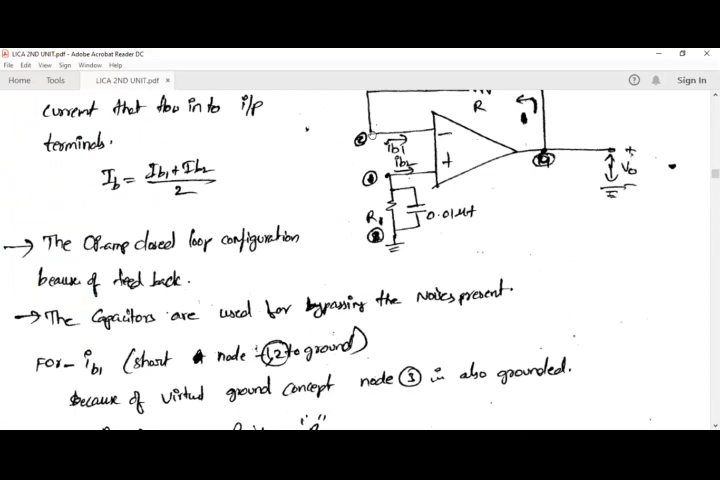 LICA 2ND UNIT.pdf - Adobe Acrobat Reader DC
File Edit View Sign Window Help
Home Tools LICA 2ND UNIT.pdf × Sign In
current that flow in to i/p
terminals.
Ib = Ib1 + Ib2 / 2
R
ib1
ib2
−
+
+
Vo
R1
0.01μf
→ The OP-amp closed loop configuration
because of feed back.
→ The Capacitors are used for bypassing the Noises present.
For - ib1 (short node 1,2 to ground)
because of virtual ground concept node 3 is also grounded.